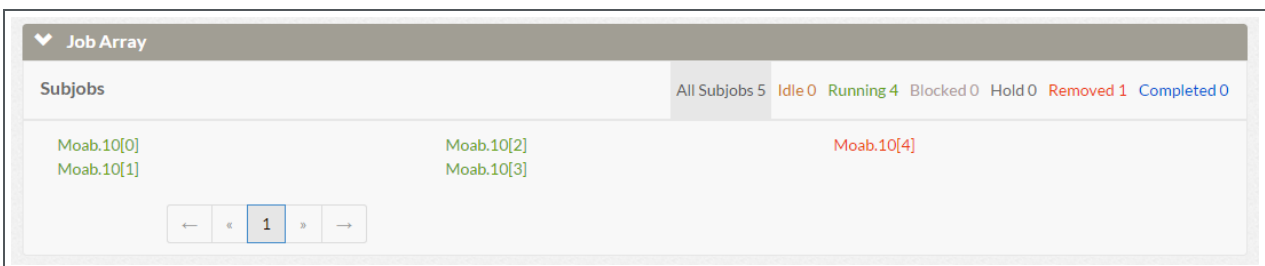 Job Array
Subjobs All Subjobs 5 Idle 0 Running 4 Blocked 0 Hold 0 Removed 1 Completed 0
Moab.10[0] Moab.10[2] Moab.10[4]
Moab.10[1] Moab.10[3]
← « 1 » →